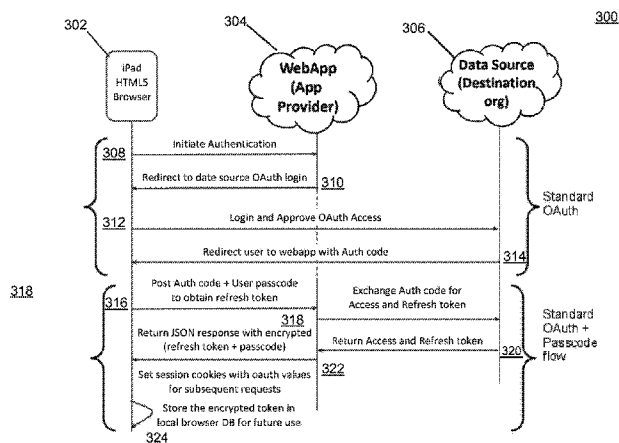 302
304
306
300
iPad
HTML5
Browser
WebApp
(App
Provider)
Data Source
(Destination
org)
308
Initiate Authentication
Redirect to date source OAuth login
310
312
Login and Approve OAuth Access
Standard
OAuth
Redirect user to webapp with Auth code
314
318
316
Post Auth code + User passcode
to obtain refresh token
318
Exchange Auth code for
Access and Refresh token
Standard
OAuth +
Passcode
flow
Return JSON response with encrypted
(refresh token + passcode)
Return Access and Refresh token
320
322
Set session cookies with oauth values
for subsequent requests
Store the encrypted token in
local browser DB for future use
324